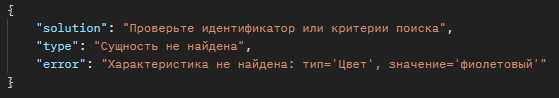 {
"solution": "Проверьте идентификатор или критерии поиска",
"type": "Сущность не найдена",
"error": "Характеристика не найдена: тип='Цвет', значение='фиолетовый'"
}